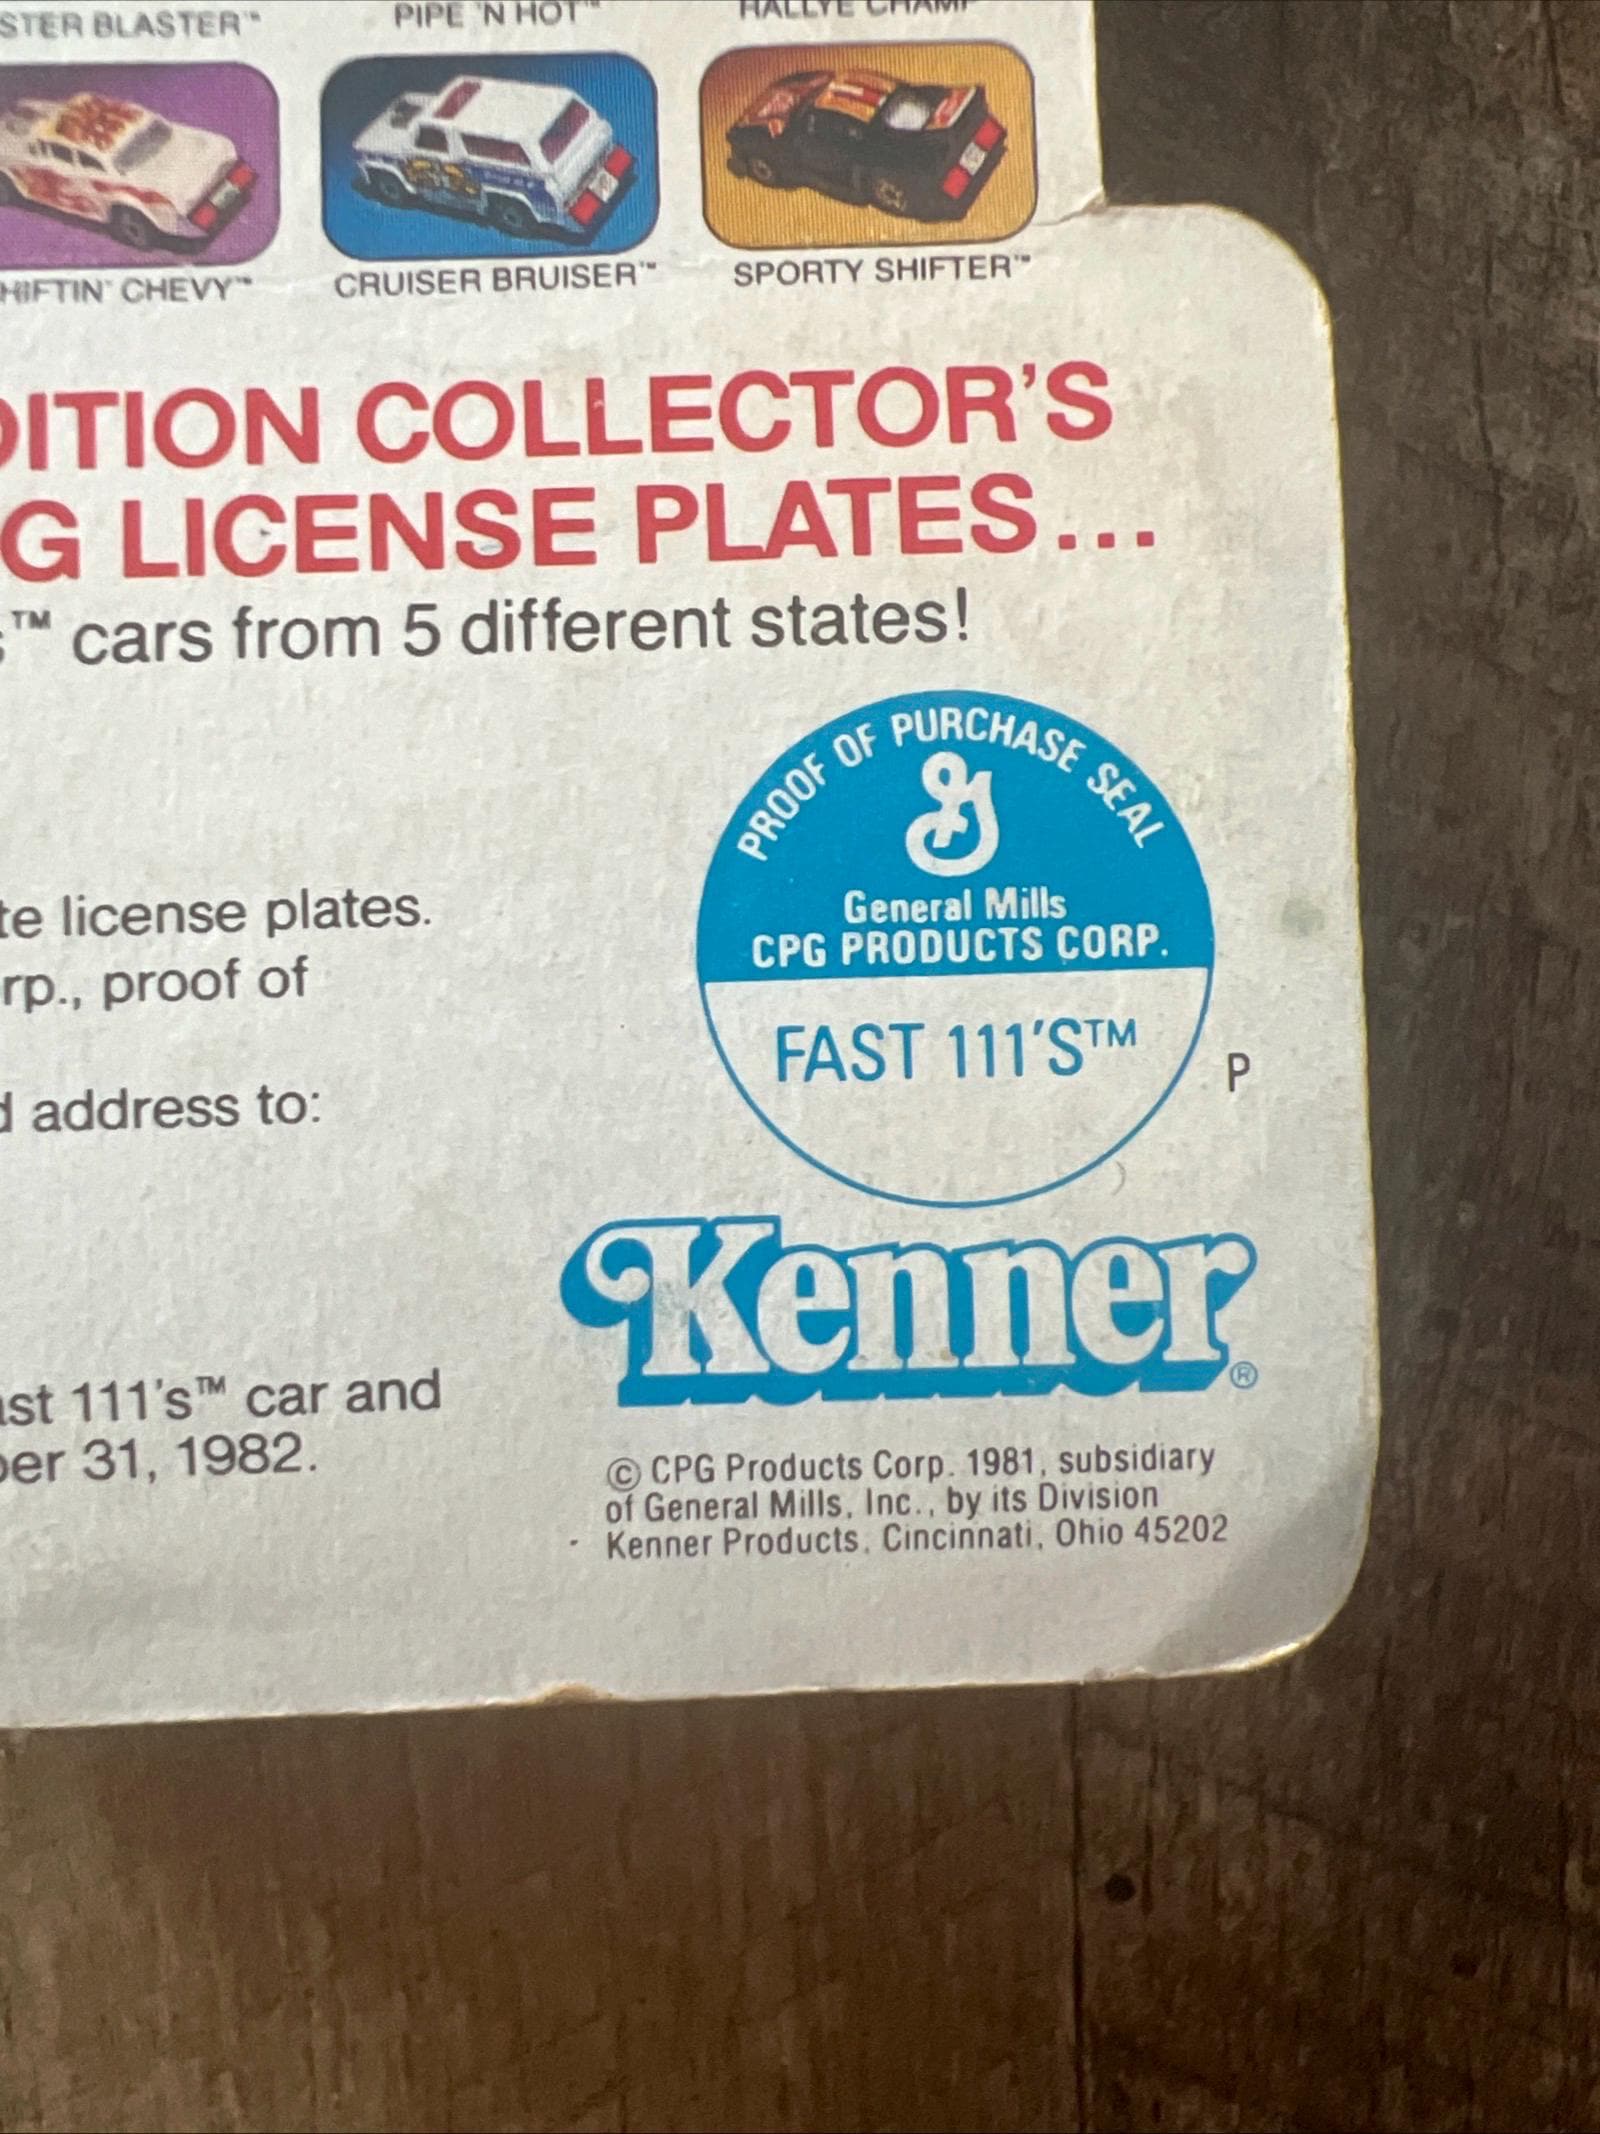 STER BLASTER™
PIPE 'N HOT™
RALLYE CHAMP
HIFTIN' CHEVY™
CRUISER BRUISER™
SPORTY SHIFTER™
DITION COLLECTOR'S
G LICENSE PLATES...
s™ cars from 5 different states!
te license plates.
rp., proof of
d address to:
ast 111's™ car and
ber 31, 1982.
PROOF OF PURCHASE SEAL
General Mills
CPG PRODUCTS CORP.
FAST 111'S™
P
Kenner®
© CPG Products Corp. 1981, subsidiary
of General Mills, Inc., by its Division
Kenner Products, Cincinnati, Ohio 45202